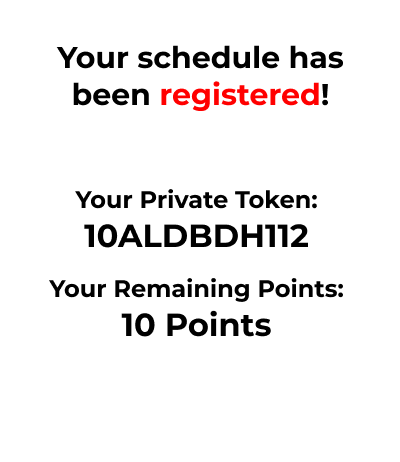 Your schedule has
been registered!
Your Private Token:
10ALDBDH112
Your Remaining Points:
10 Points